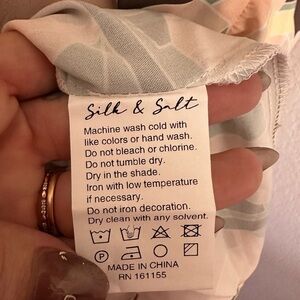 Silk & Salt
Machine wash cold with
like colors or hand wash.
Do not bleach or chlorine.
Do not tumble dry.
Dry in the shade.
Iron with low temperature
if necessary.
Do not iron decoration.
Dry clean with any solvent.
P
MADE IN CHINA
RN 161155